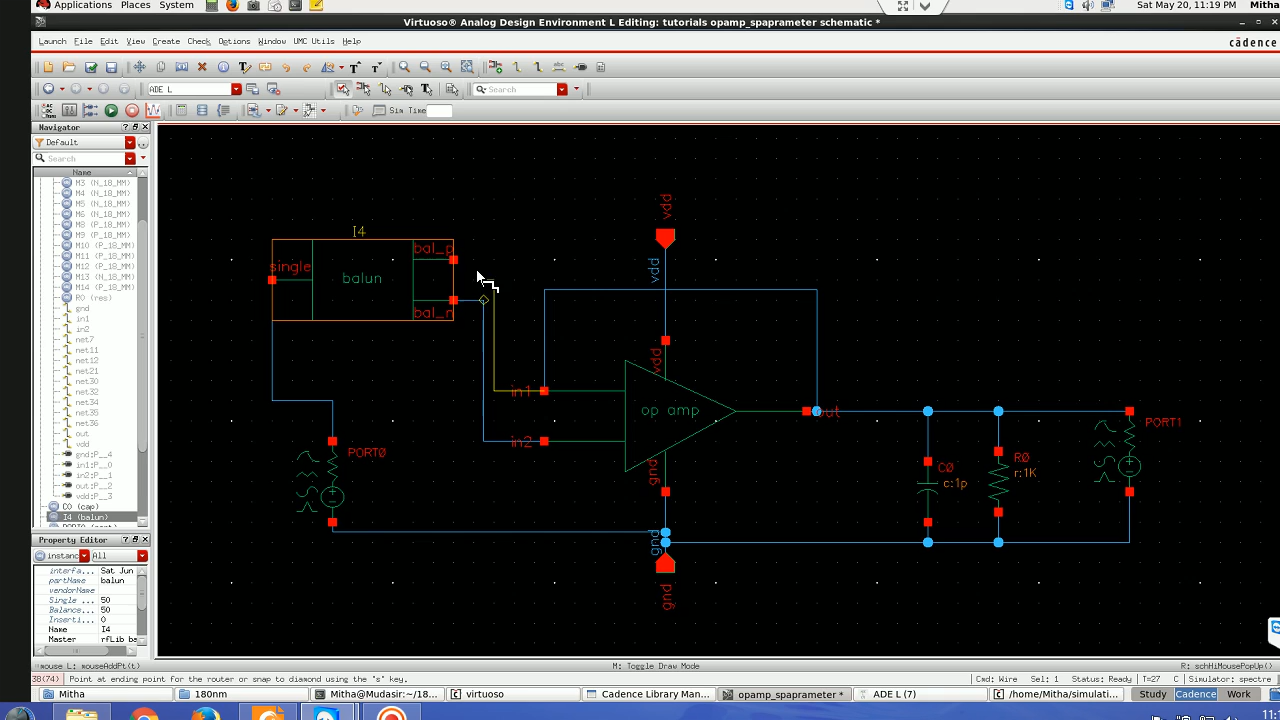 Applications Places System Sat May 20, 11:19 PM Mitha
Virtuoso® Analog Design Environment L Editing: tutorials opamp_spaprameter schematic *
Launch File Edit View Create Check Options Window UMC Utils Help cādence
ADE L Search
Sim Time
Navigator
Default
Search
Name
M3 (N_18_MM)
M4 (N_18_MM)
M5 (N_18_MM)
M6 (N_18_MM)
M8 (P_18_MM)
M9 (P_18_MM)
M10 (P_18_MM)
M11 (P_18_MM)
M12 (P_18_MM)
M13 (N_18_MM)
M14 (P_18_MM)
R0 (res)
gnd
in1
in2
net7
net11
net12
net21
net30
net32
net34
net35
net36
out
vdd
gnd:P__4
in1:P__0
in2:P__1
out:P__2
vdd:P__3
C0 (cap)
I4 (balun)
PORT0 (port)
Property Editor
instanc All
interfa... Sat Jun
partName balun
vendorName
Single ... 50
Balance... 50
Inserti... 0
Name I4
Master rfLib ba
I4
single
balun
bal_p
bal_n
vdd
vdd
vdd
in1
in2
op amp
out
gnd
gnd
gnd
PORT0
C0
c:1p
R0
r:1K
PORT1
mouse L: mouseAddPt(t) M: Toggle Draw Mode R: schHiMousePopUp()
38(74) Point at ending point for the router or snap to diamond using the "s" key. Cmd: Wire Sel: 1 Status: Ready T=27 C Simulator: spectre
Mitha 180nm Mitha@Mudasir:~/18... virtuoso Cadence Library Man... opamp_spaprameter * ADE L (7) /home/Mitha/simulati... Study Cadence Work